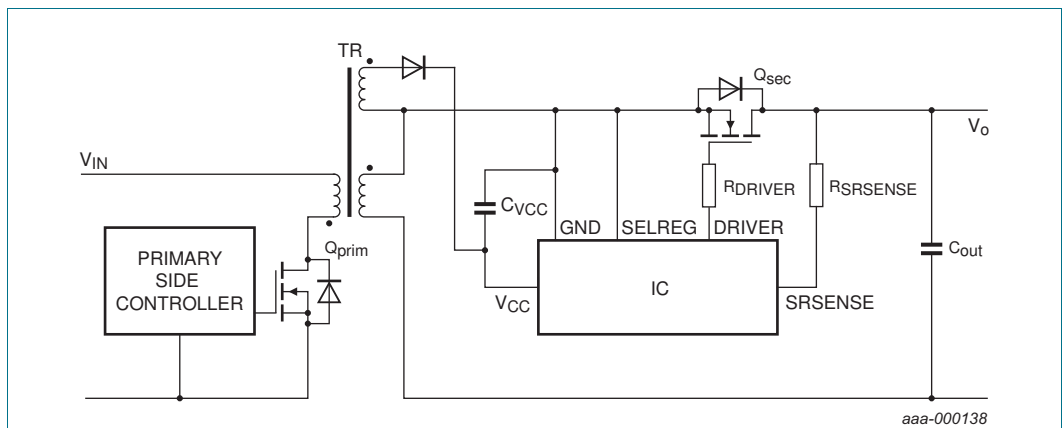 TR
Qsec
Vo
VIN
RDRIVER
RSRSENSE
CVCC
GND
SELREG
DRIVER
Qprim
Cout
PRIMARY
SIDE
CONTROLLER
IC
VCC
SRSENSE
aaa-000138